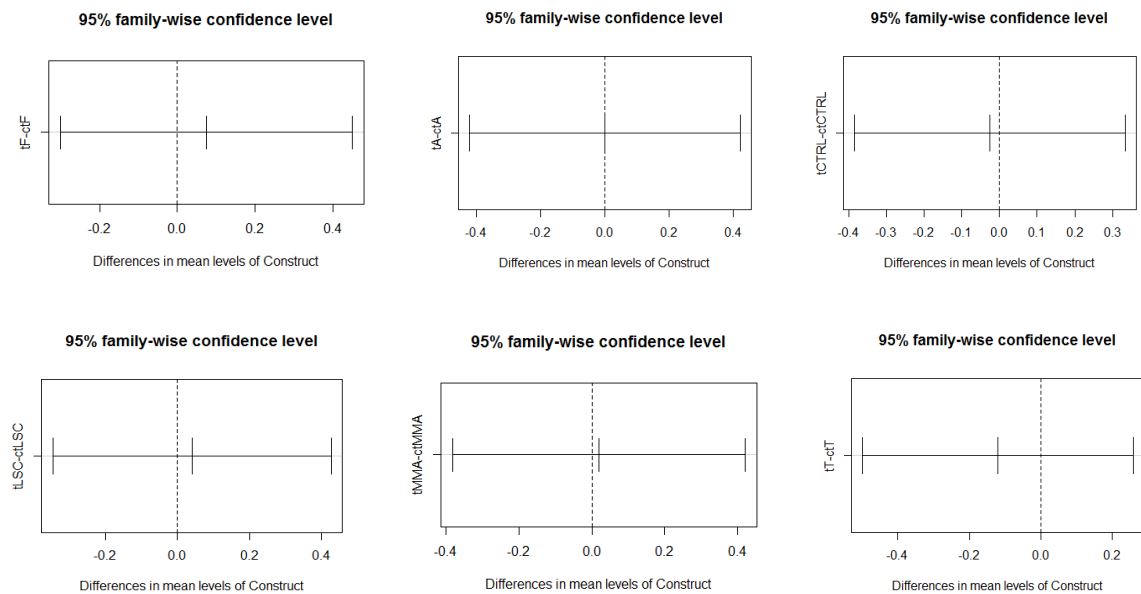 95% family-wise confidence level
tF-ctF
-0.2 0.0 0.2 0.4
Differences in mean levels of Construct
95% family-wise confidence level
tA-ctA
-0.4 -0.2 0.0 0.2 0.4
Differences in mean levels of Construct
95% family-wise confidence level
tCTRL-ctCTRL
-0.4 -0.3 -0.2 -0.1 0.0 0.1 0.2 0.3
Differences in mean levels of Construct
95% family-wise confidence level
tLSC-ctLSC
-0.2 0.0 0.2 0.4
Differences in mean levels of Construct
95% family-wise confidence level
tMMA-ctMMA
-0.4 -0.2 0.0 0.2 0.4
Differences in mean levels of Construct
95% family-wise confidence level
tT-ctT
-0.4 -0.2 0.0 0.2
Differences in mean levels of Construct